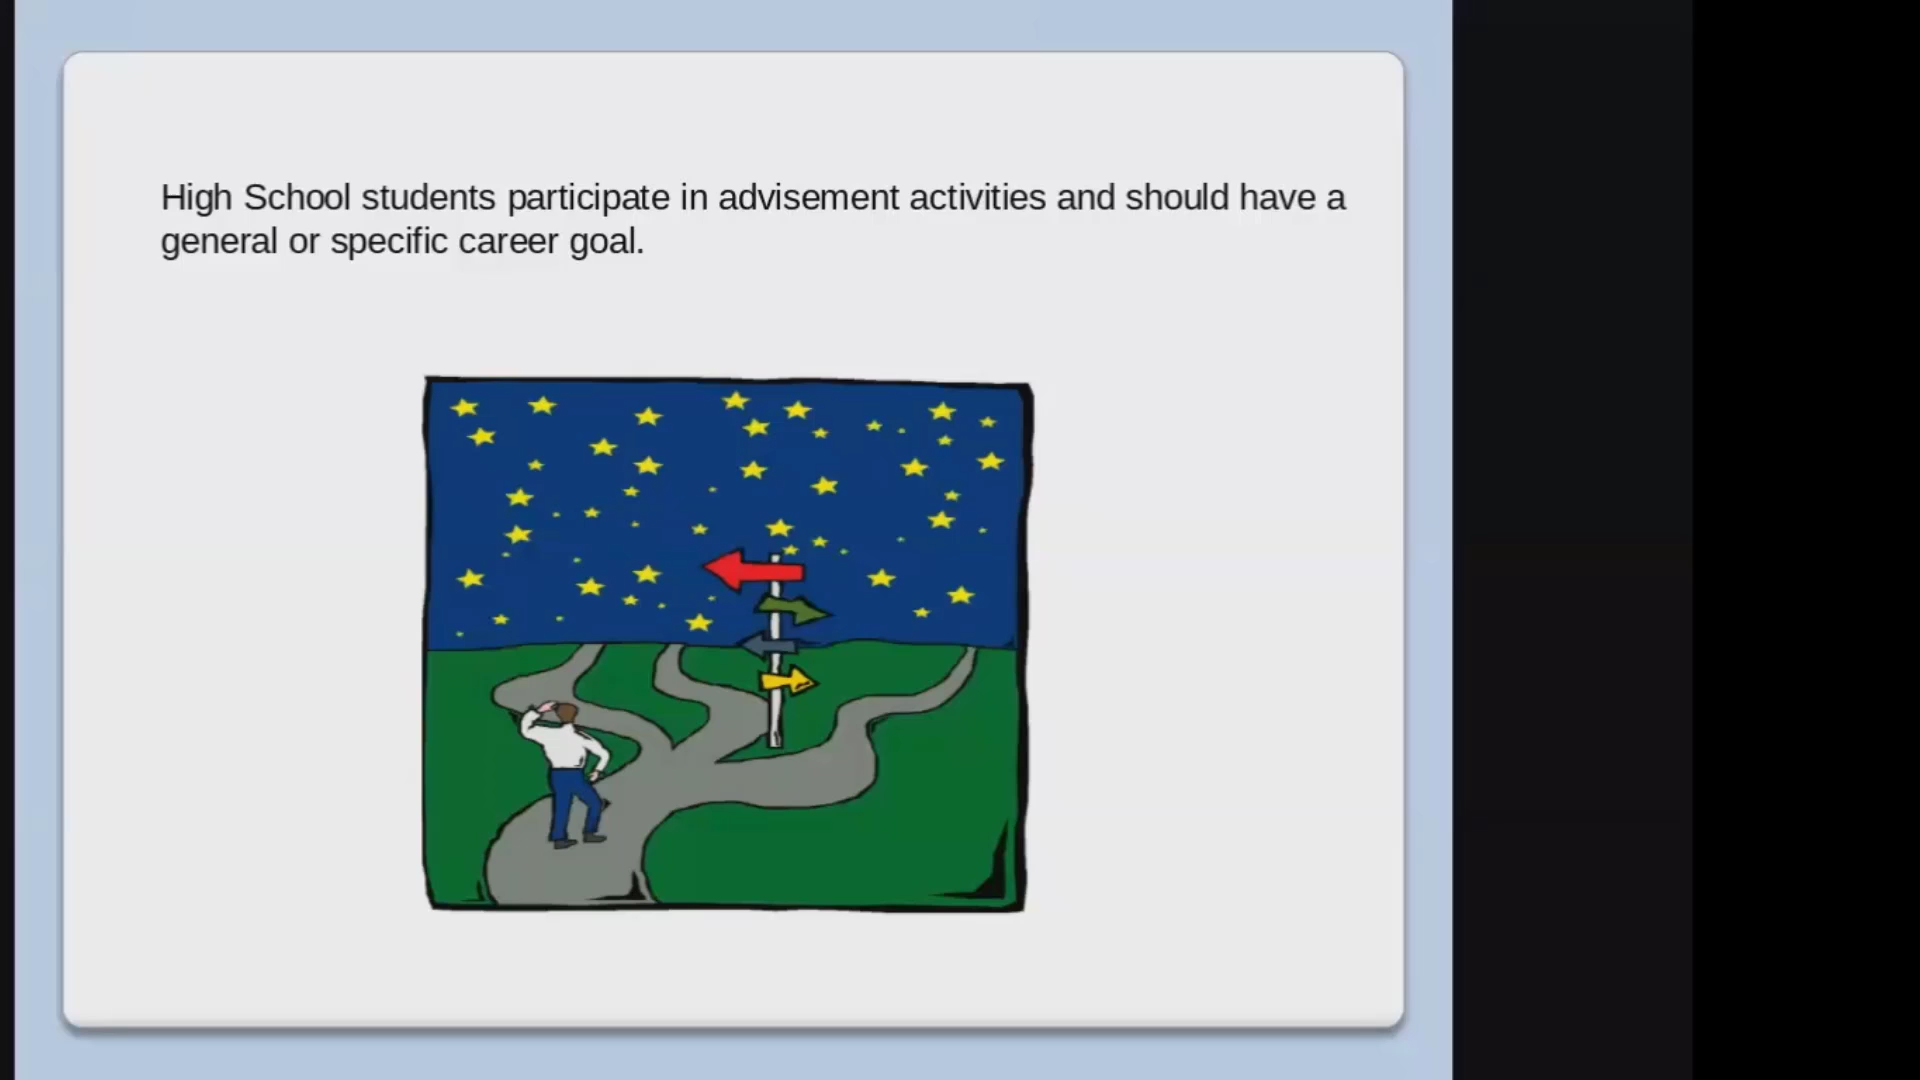 High School students participate in advisement activities and should have a
general or specific career goal.